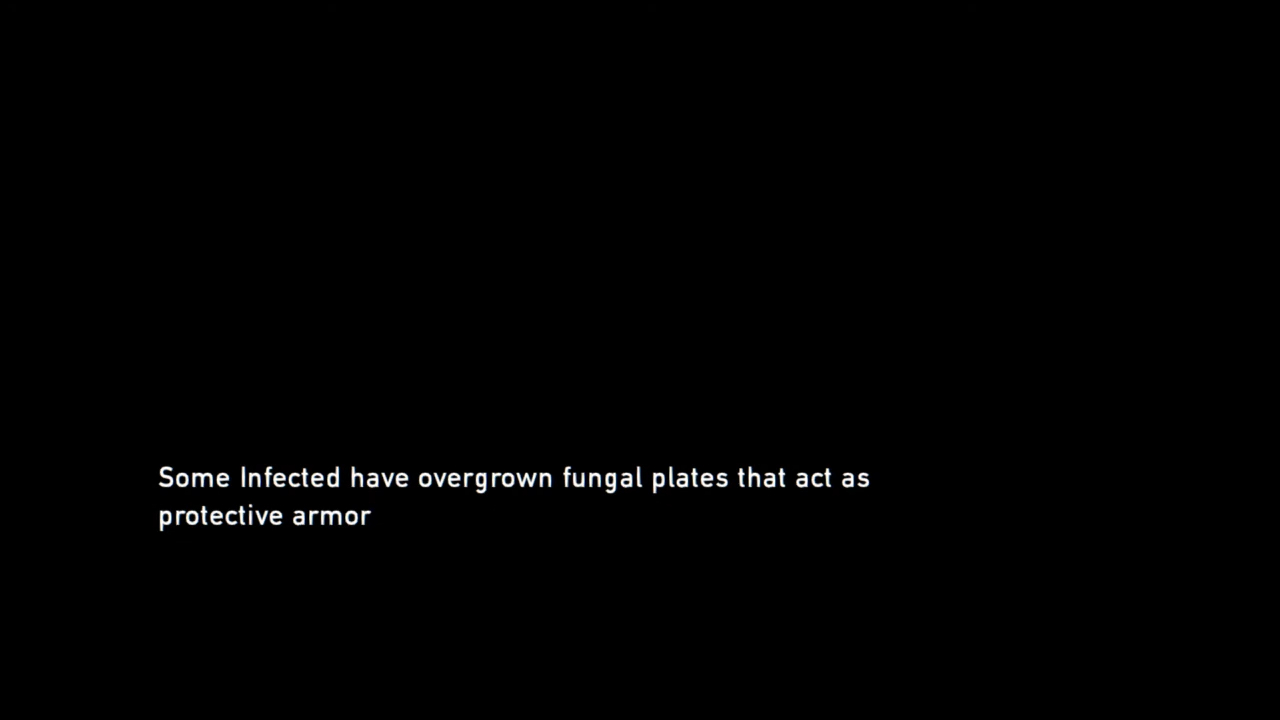 Some Infected have overgrown fungal plates that act as
protective armor